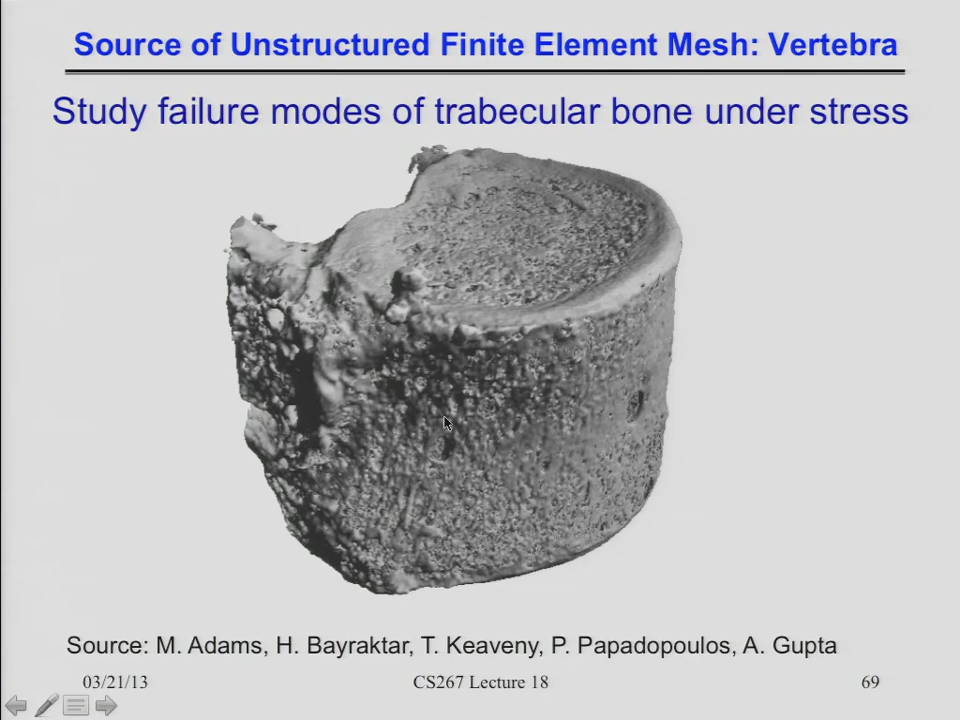 Source of Unstructured Finite Element Mesh: Vertebra
Study failure modes of trabecular bone under stress
Source: M. Adams, H. Bayraktar, T. Keaveny, P. Papadopoulos, A. Gupta
03/21/13 CS267 Lecture 18 69